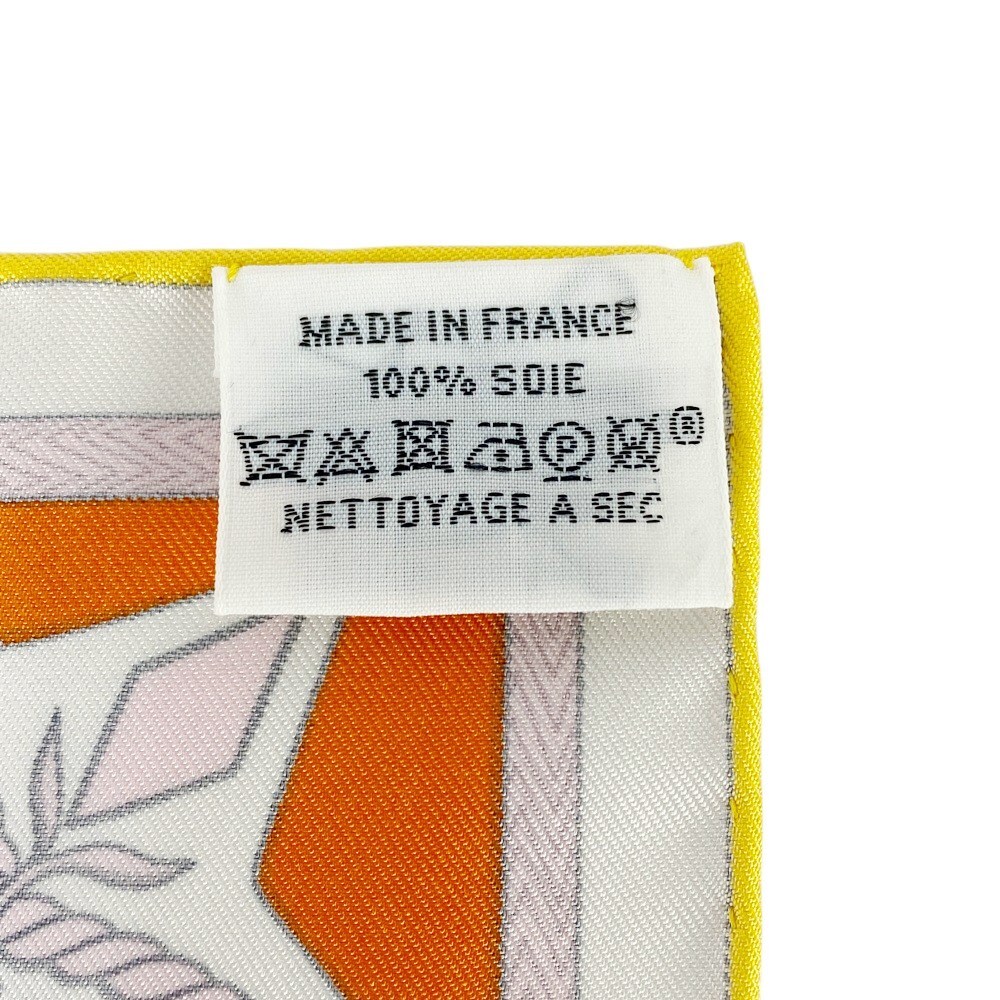 MADE IN FRANCE
100% SOIE
P W ®
NETTOYAGE A SEC